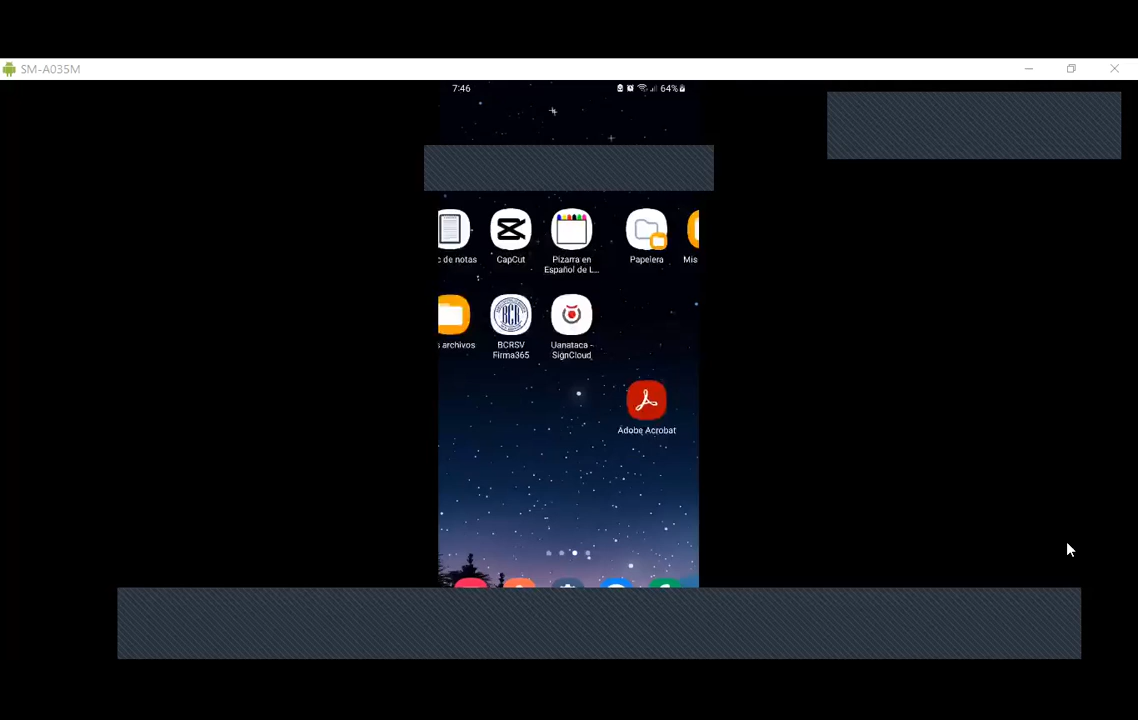 SM-A035M
7:46
64%
c de notas
CapCut
Pizarra en
Español de L...
Papelera
Mis
s archivos
BCRSV
Firma365
Uanataca -
SignCloud
Adobe Acrobat